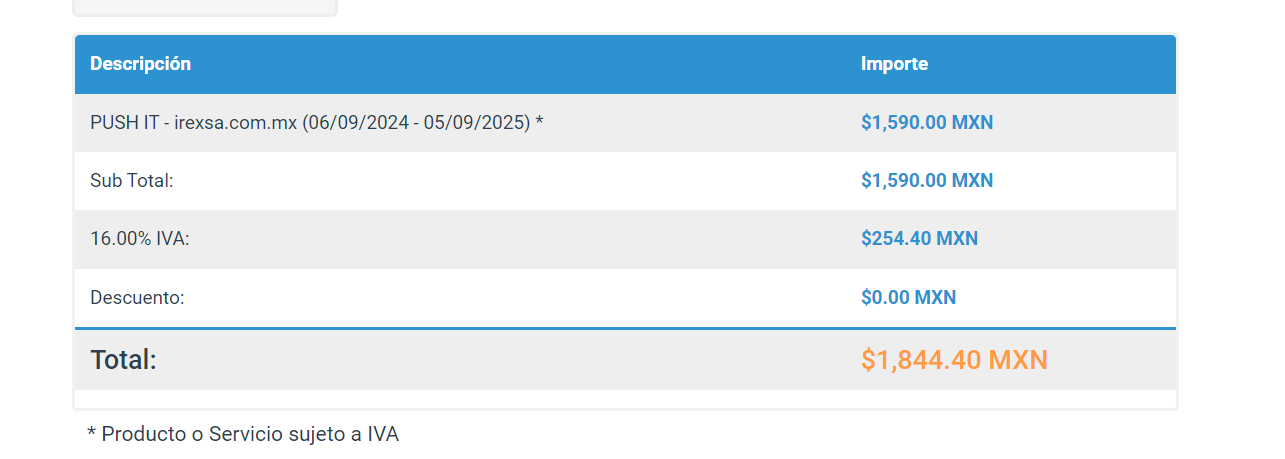 Descripción Importe
PUSH IT - irexsa.com.mx (06/09/2024 - 05/09/2025) * $1,590.00 MXN
Sub Total: $1,590.00 MXN
16.00% IVA: $254.40 MXN
Descuento: $0.00 MXN
Total: $1,844.40 MXN
* Producto o Servicio sujeto a IVA